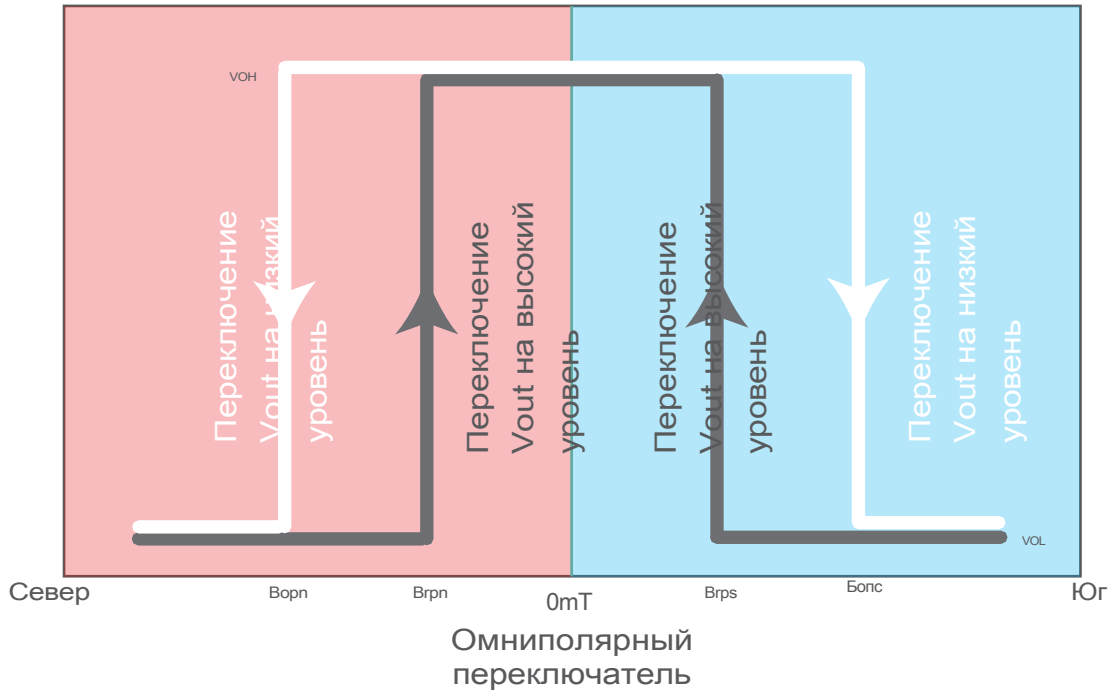 VOH
Переключение
Vout на низкий
уровень
Переключение
Vout на высокий
уровень
Переключение
Vout на высокий
уровень
Переключение
Vout на низкий
уровень
VOL
Север
Bopn
Brpn
0mT
Brps
Бопс
Юг
Омниполярный
переключатель